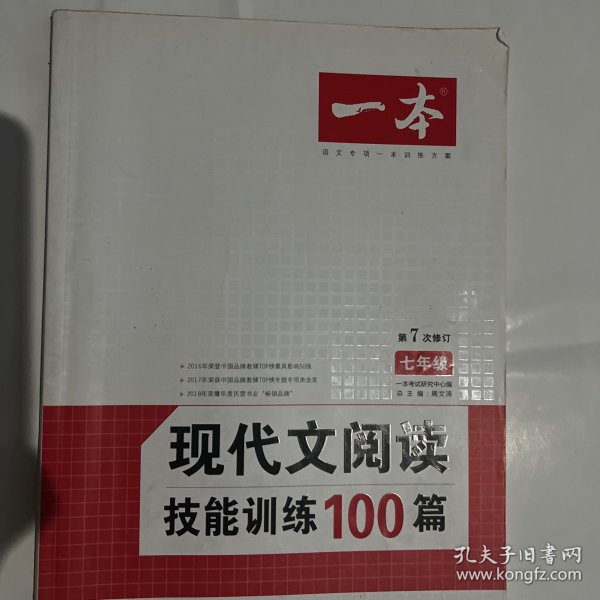 一本®
语文专项一本训练方案
第7次修订
七年级
2016年荣登中国品牌教辅TOP榜最具影响50强
2017年荣获中国品牌教辅TOP榜专题专项类金奖
2018年荣膺年度民营书业“畅销品牌”
一本考试研究中心编
总主编：周文涛
现代文阅读
技能训练100篇
孔夫子旧书网
www.kongfz.com